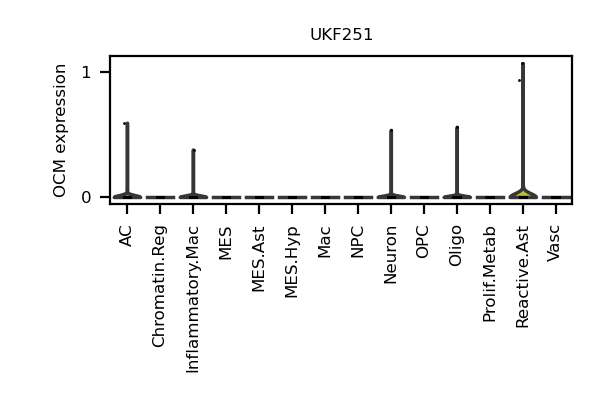 UKF251
OCM expression
1
0
AC
Chromatin.Reg
Inflammatory.Mac
MES
MES.Ast
MES.Hyp
Mac
NPC
Neuron
OPC
Oligo
Prolif.Metab
Reactive.Ast
Vasc